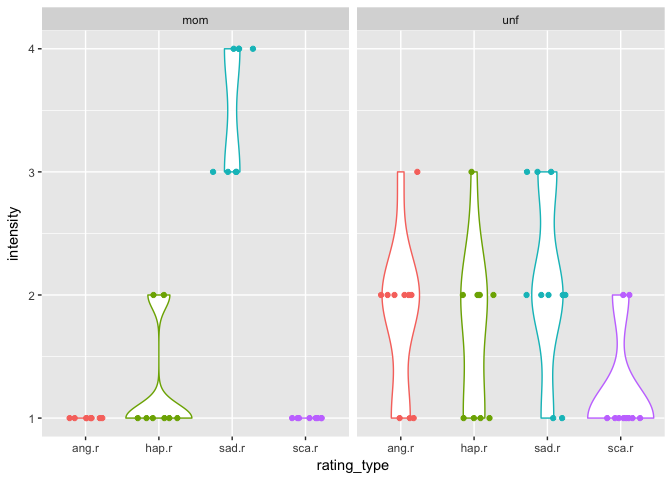 mom unf
intensity
4
3
2
1
ang.r hap.r sad.r sca.r ang.r hap.r sad.r sca.r
rating_type